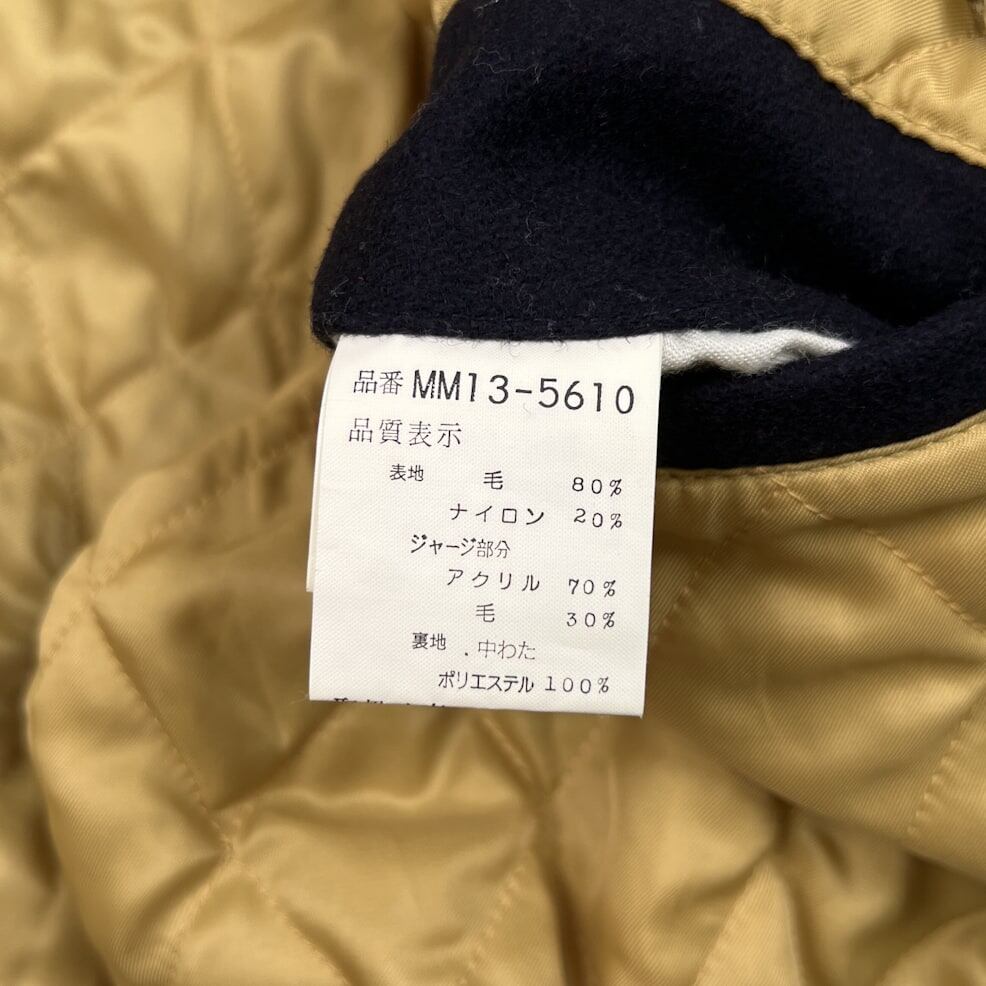 品番 MM13-5610
品質表示
表地 毛 80%
ナイロン 20%
ジャージ部分
アクリル 70%
毛 30%
裏地 .中わた
ポリエステル 100%